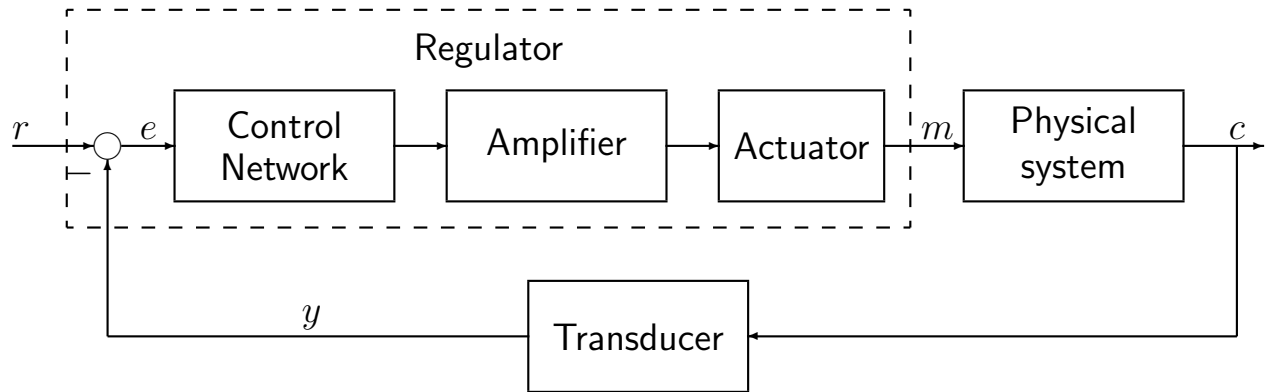 Regulator
r
e
Control
Network
Amplifier
Actuator
m
Physical
system
c
−
y
Transducer